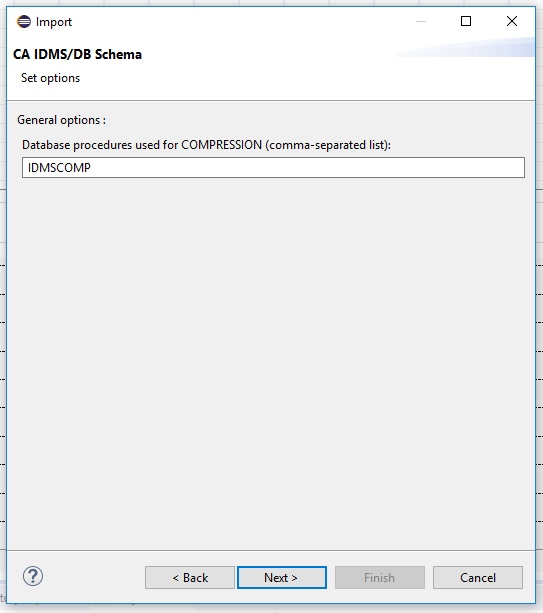 Import
CA IDMS/DB Schema
Set options
General options :
Database procedures used for COMPRESSION (comma-separated list):
IDMSCOMP
?
< Back
Next >
Finish
Cancel